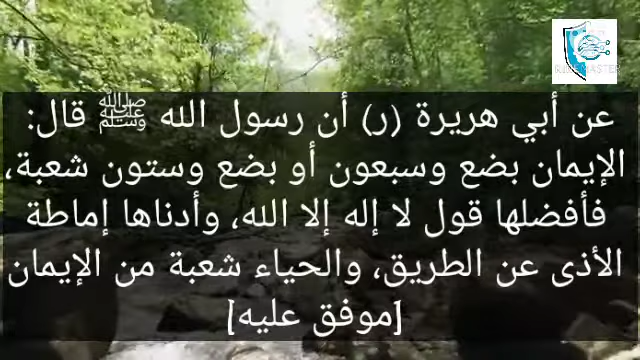 عن أبي هريرة (ر) أن رسول الله ﷺ قال:
الإيمان بضع وسبعون أو بضع وستون شعبة،
فأفضلها قول لا إله إلا الله، وأدناها إماطة
الأذى عن الطريق، والحياء شعبة من الإيمان
[موفق عليه]